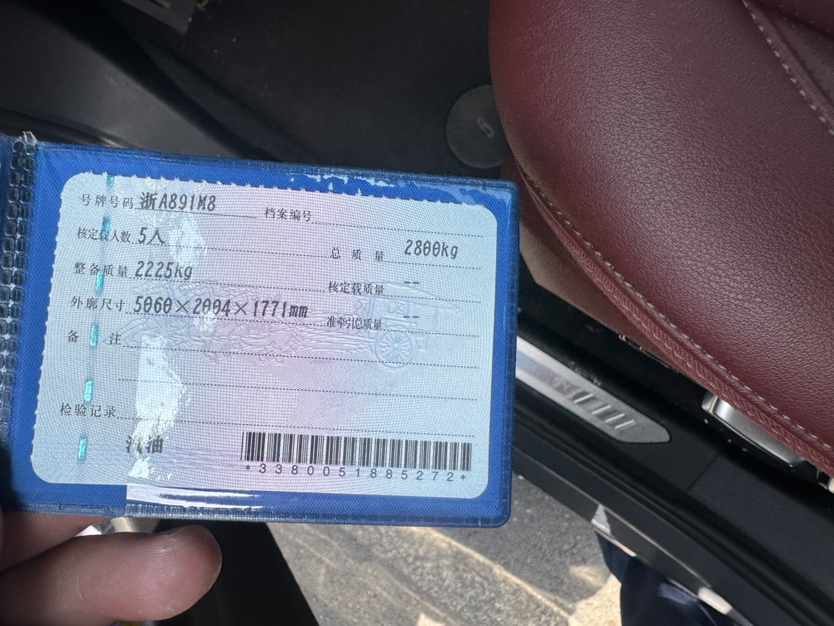 号牌号码 浙A891M8 档案编号
核定载人数 5人 总质量 2800kg
整备质量 2225kg 核定载质量 --
外廓尺寸 5060×2004×1771mm 准牵引总质量 --
备注
检验记录
汽油
*3380051885272*